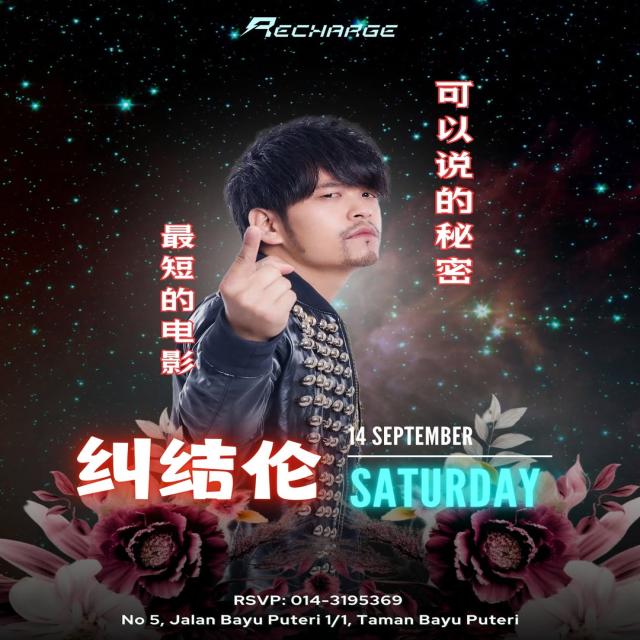 RECHARGE
可以说的秘密
最短的电影
纠结伦
14 SEPTEMBER
SATURDAY
RSVP: 014-3195369
No 5, Jalan Bayu Puteri 1/1, Taman Bayu Puteri